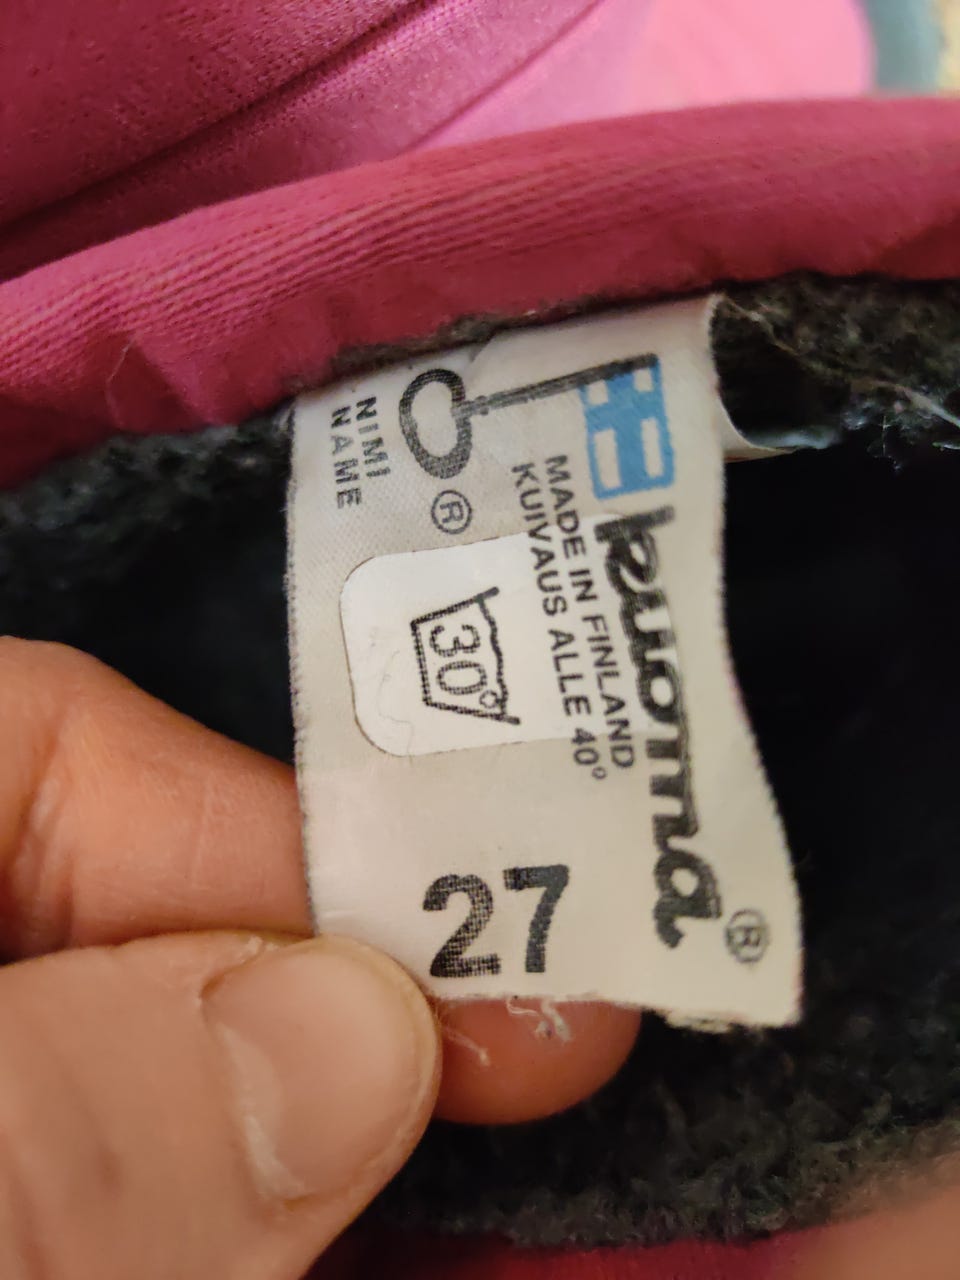 kuoma ®
MADE IN FINLAND
KUIVAUS ALLE 40°
30°
®
NIMI
NAME
27